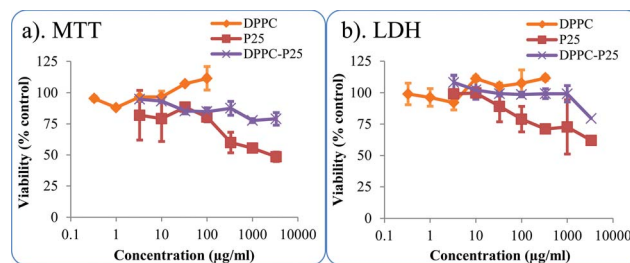 a). MTT
DPPC
P25
DPPC-P25
Viability (% control)
125
100
75
50
25
0
0.1 1 10 100 1000 10000
Concentration (µg/ml)
b). LDH
DPPC
P25
DPPC-P25
Viability (% control)
125
100
75
50
25
0
0.1 1 10 100 1000 10000
Concentration (µg/ml)